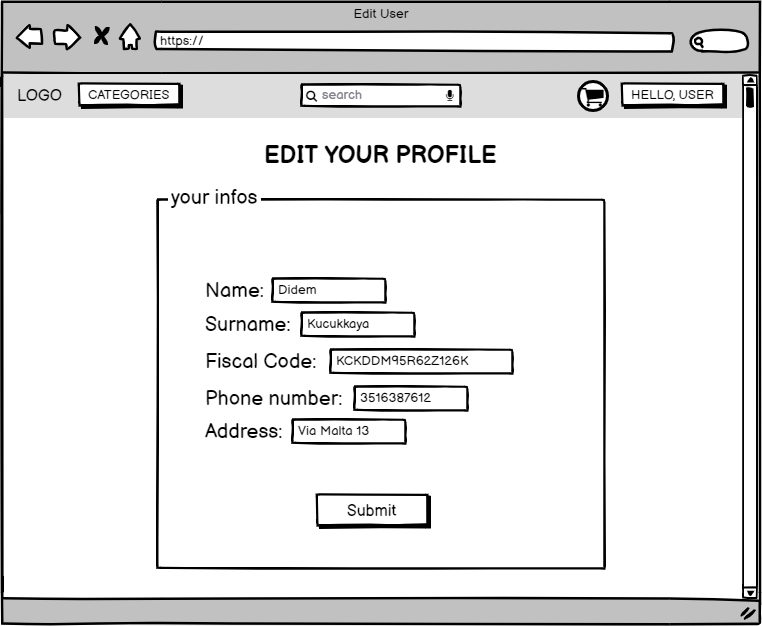 Edit User
https://
LOGO CATEGORIES search HELLO, USER
EDIT YOUR PROFILE
your infos
Name: Didem
Surname: Kucukkaya
Fiscal Code: KCKDDM95R62Z126K
Phone number: 3516387612
Address: Via Malta 13
Submit